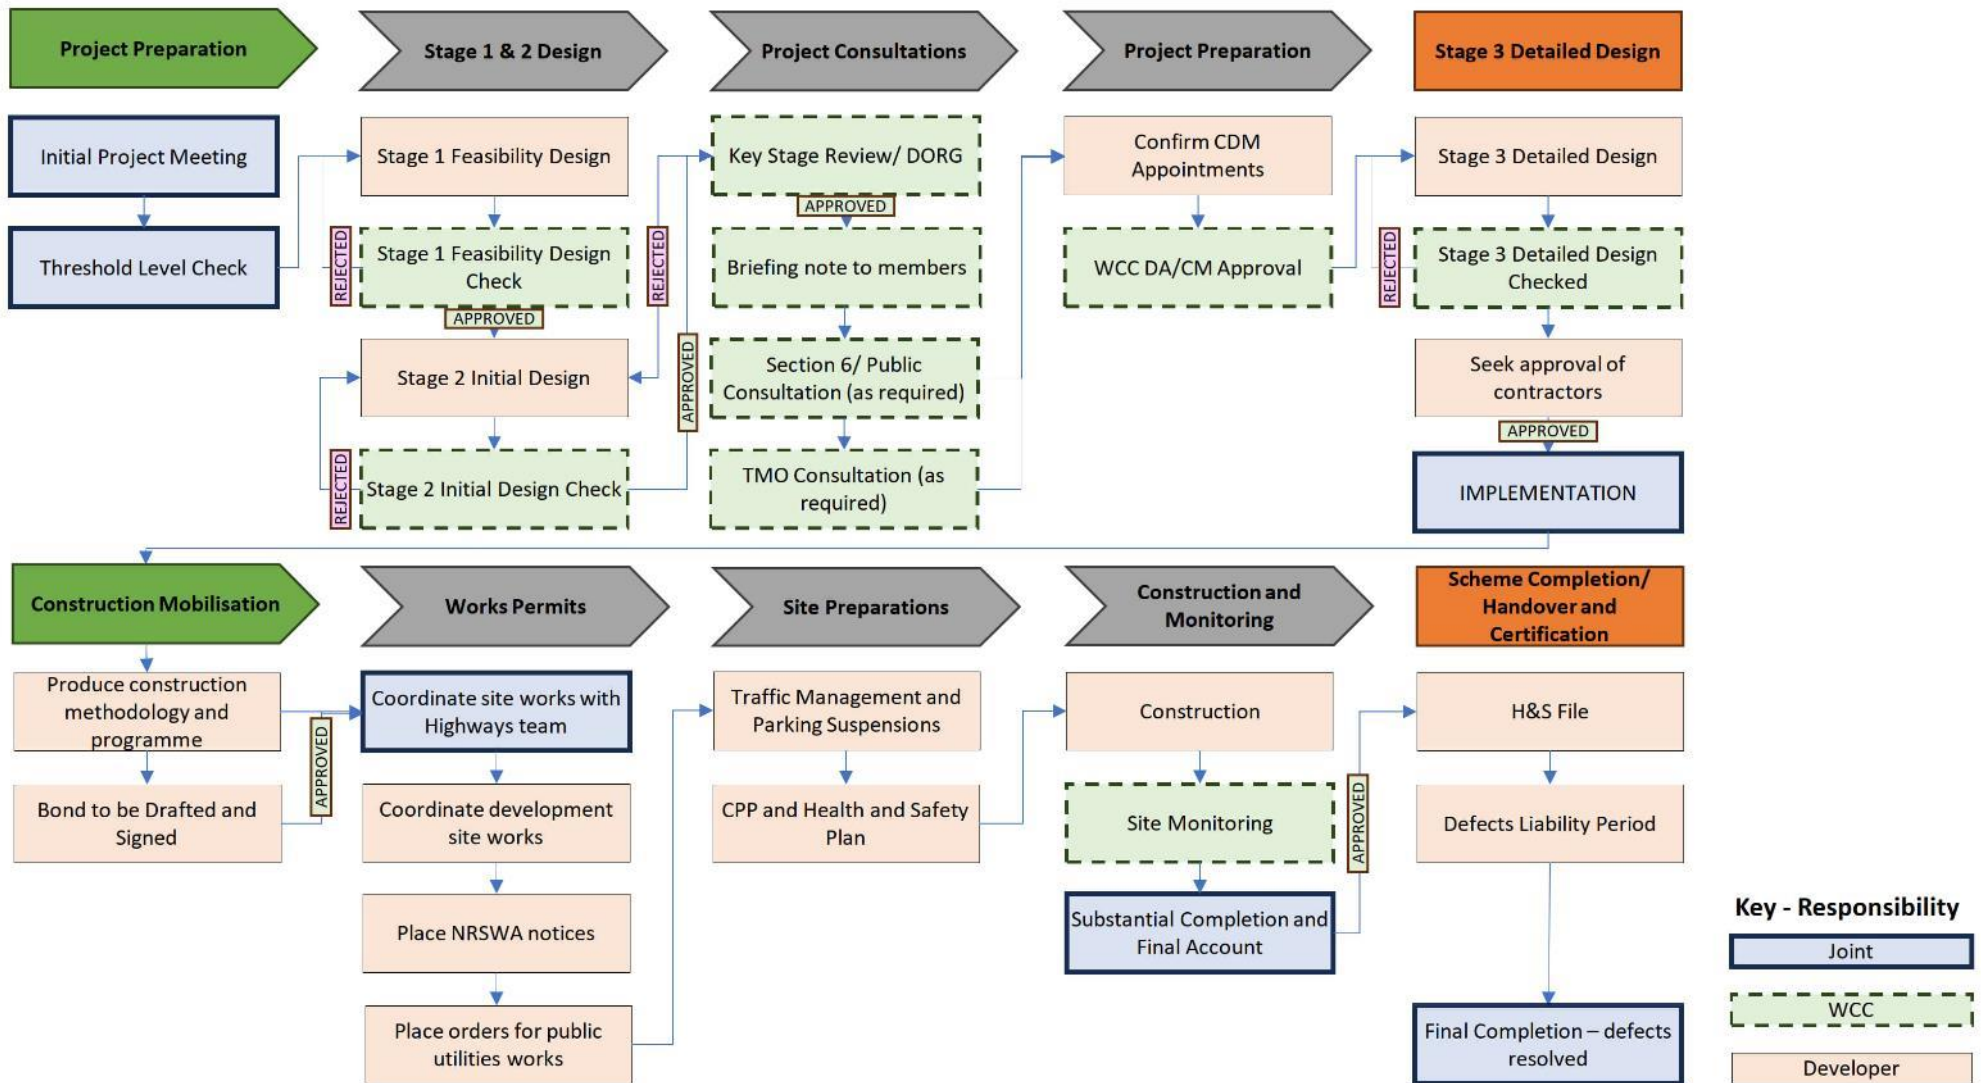 Project Preparation
Stage 1 & 2 Design
Project Consultations
Project Preparation
Stage 3 Detailed Design
Initial Project Meeting
Threshold Level Check
Stage 1 Feasibility Design
REJECTED
Stage 1 Feasibility Design
Check
APPROVED
Stage 2 Initial Design
REJECTED
Stage 2 Initial Design Check
REJECTED
APPROVED
Key Stage Review/ DORG
APPROVED
Briefing note to members
Section 6/ Public
Consultation (as required)
TMO Consultation (as
required)
Confirm CDM
Appointments
WCC DA/CM Approval
Stage 3 Detailed Design
REJECTED
Stage 3 Detailed Design
Checked
Seek approval of
contractors
APPROVED
IMPLEMENTATION
Construction Mobilisation
Works Permits
Site Preparations
Construction and
Monitoring
Scheme Completion/
Handover and
Certification
Produce construction
methodology and
programme
Bond to be Drafted and
Signed
APPROVED
Coordinate site works with
Highways team
Coordinate development
site works
Place NRSWA notices
Place orders for public
utilities works
Traffic Management and
Parking Suspensions
CPP and Health and Safety
Plan
Construction
Site Monitoring
Substantial Completion and
Final Account
APPROVED
H&S File
Defects Liability Period
Final Completion – defects
resolved
Key - Responsibility
Joint
WCC
Developer